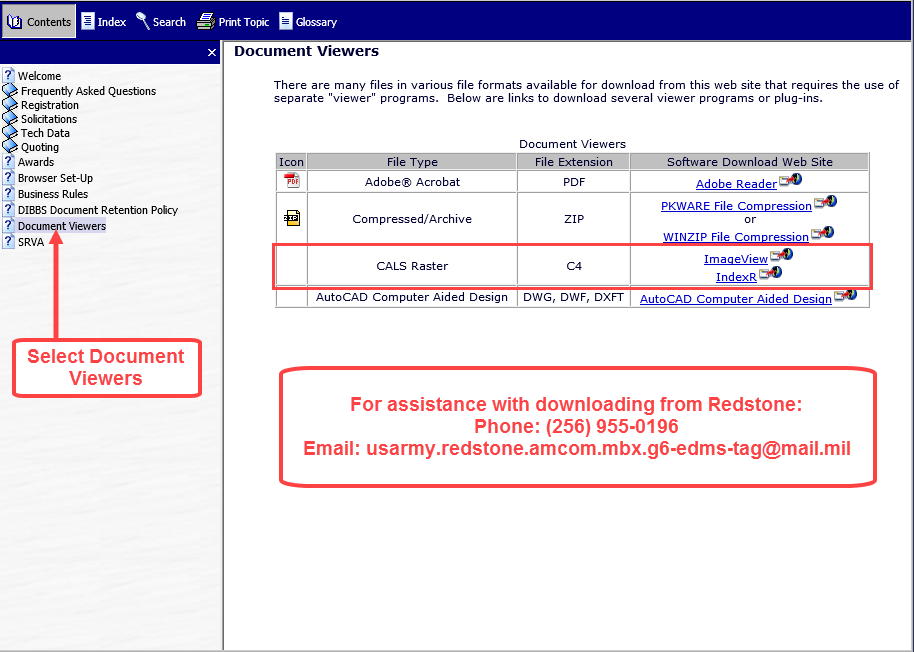 Contents Index Search Print Topic Glossary
×
Welcome
Frequently Asked Questions
Registration
Solicitations
Tech Data
Quoting
Awards
Browser Set-Up
Business Rules
DIBBS Document Retention Policy
Document Viewers
SRVA
Select Document
Viewers
Document Viewers
There are many files in various file formats available for download from this web site that requires the use of
separate "viewer" programs. Below are links to download several viewer programs or plug-ins.
Document Viewers
Icon File Type File Extension Software Download Web Site
PDF Adobe® Acrobat PDF Adobe Reader
ZIP Compressed/Archive ZIP PKWARE File Compression
or
WINZIP File Compression
CALS Raster C4 ImageView
IndexR
AutoCAD Computer Aided Design DWG, DWF, DXFT AutoCAD Computer Aided Design
For assistance with downloading from Redstone:
Phone: (256) 955-0196
Email: usarmy.redstone.amcom.mbx.g6-edms-tag@mail.mil